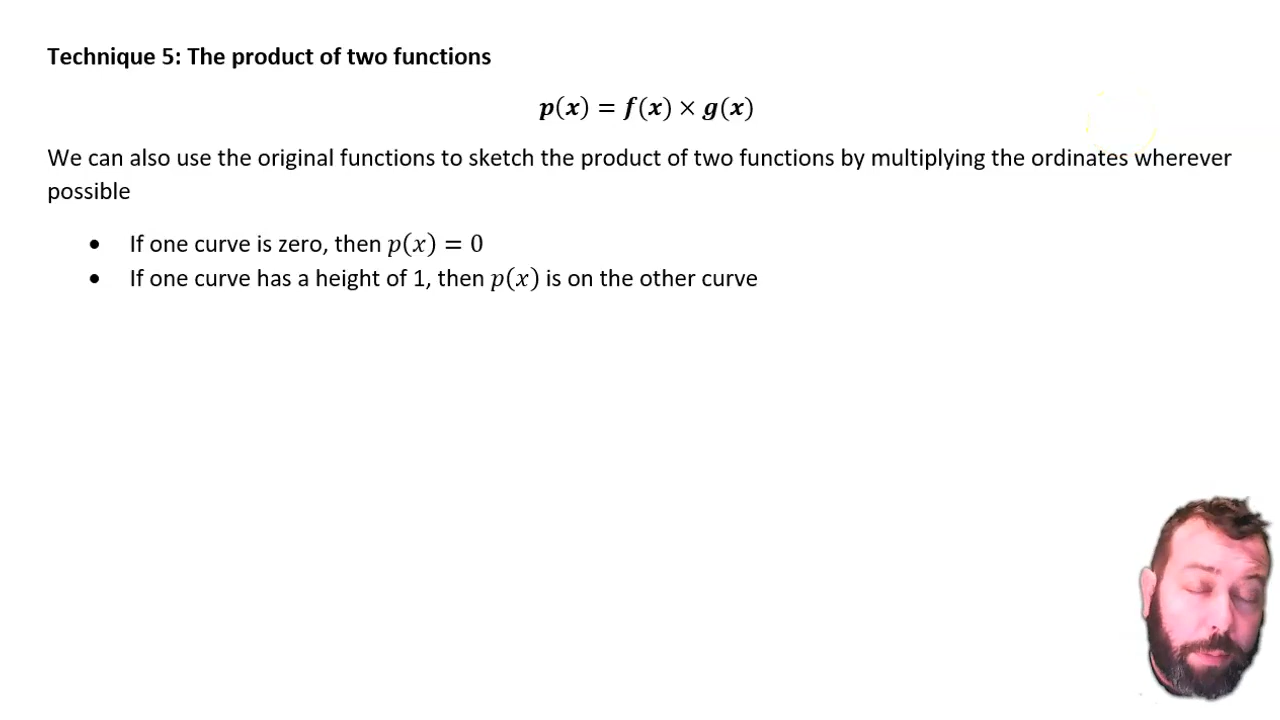 Technique 5: The product of two functions
p(x) = f(x) × g(x)
We can also use the original functions to sketch the product of two functions by multiplying the ordinates wherever
possible
• If one curve is zero, then p(x) = 0
• If one curve has a height of 1, then p(x) is on the other curve